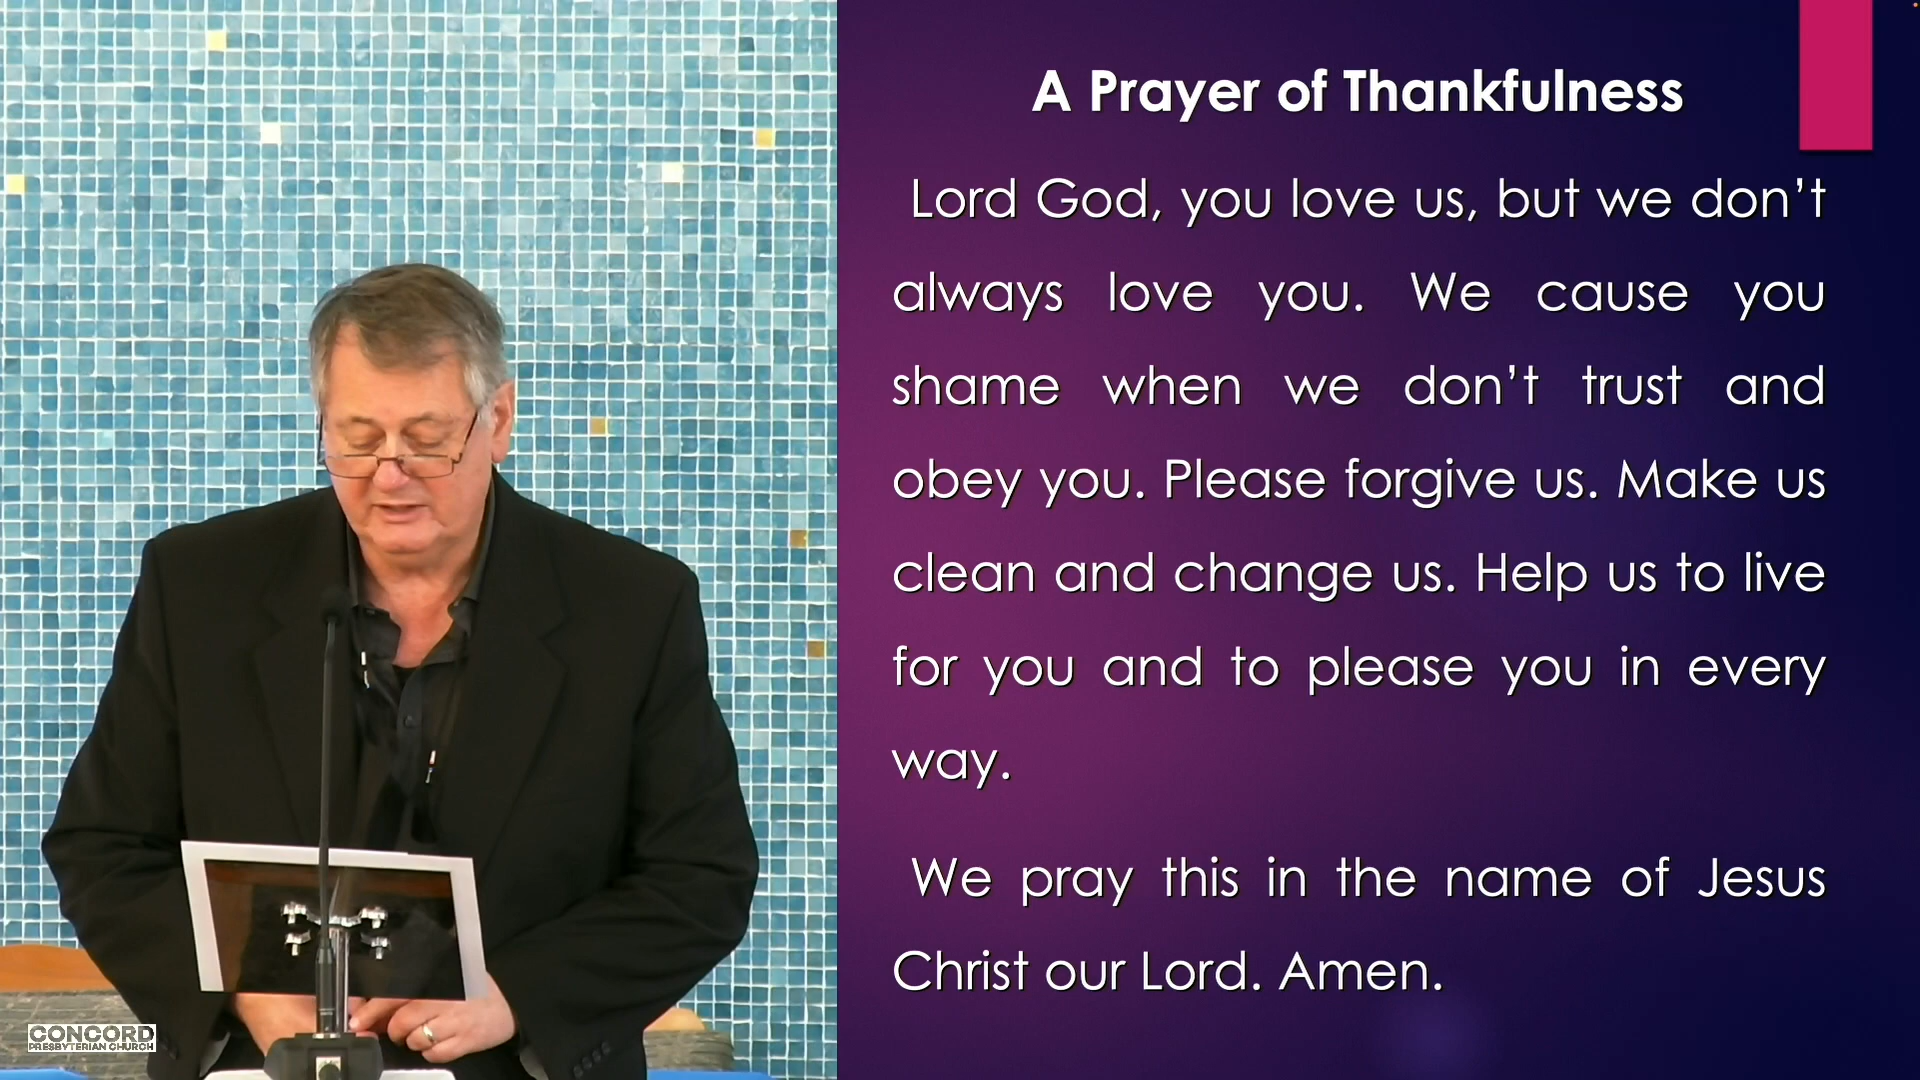 A Prayer of Thankfulness
Lord God, you love us, but we don’t
always love you. We cause you
shame when we don’t trust and
obey you. Please forgive us. Make us
clean and change us. Help us to live
for you and to please you in every
way.
We pray this in the name of Jesus
Christ our Lord. Amen.
CONCORD
PRESBYTERIAN CHURCH